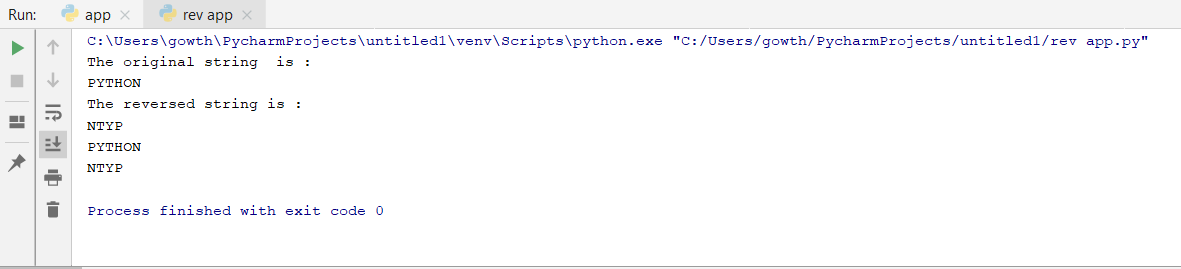 Run: app rev app
C:\Users\gowth\PycharmProjects\untitled1\venv\Scripts\python.exe "C:/Users/gowth/PycharmProjects/untitled1/rev app.py"
The original string  is :
PYTHON
The reversed string is :
NTYP
PYTHON
NTYP
Process finished with exit code 0